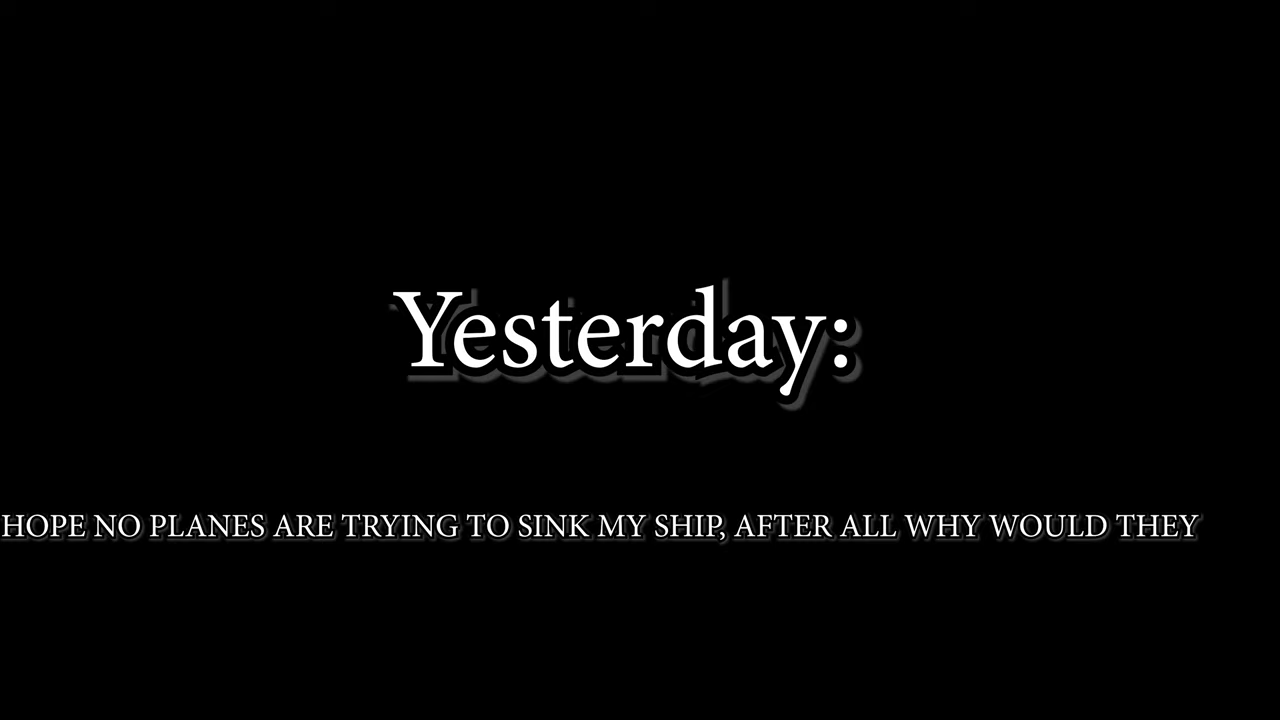 Yesterday:
HOPE NO PLANES ARE TRYING TO SINK MY SHIP, AFTER ALL WHY WOULD THEY